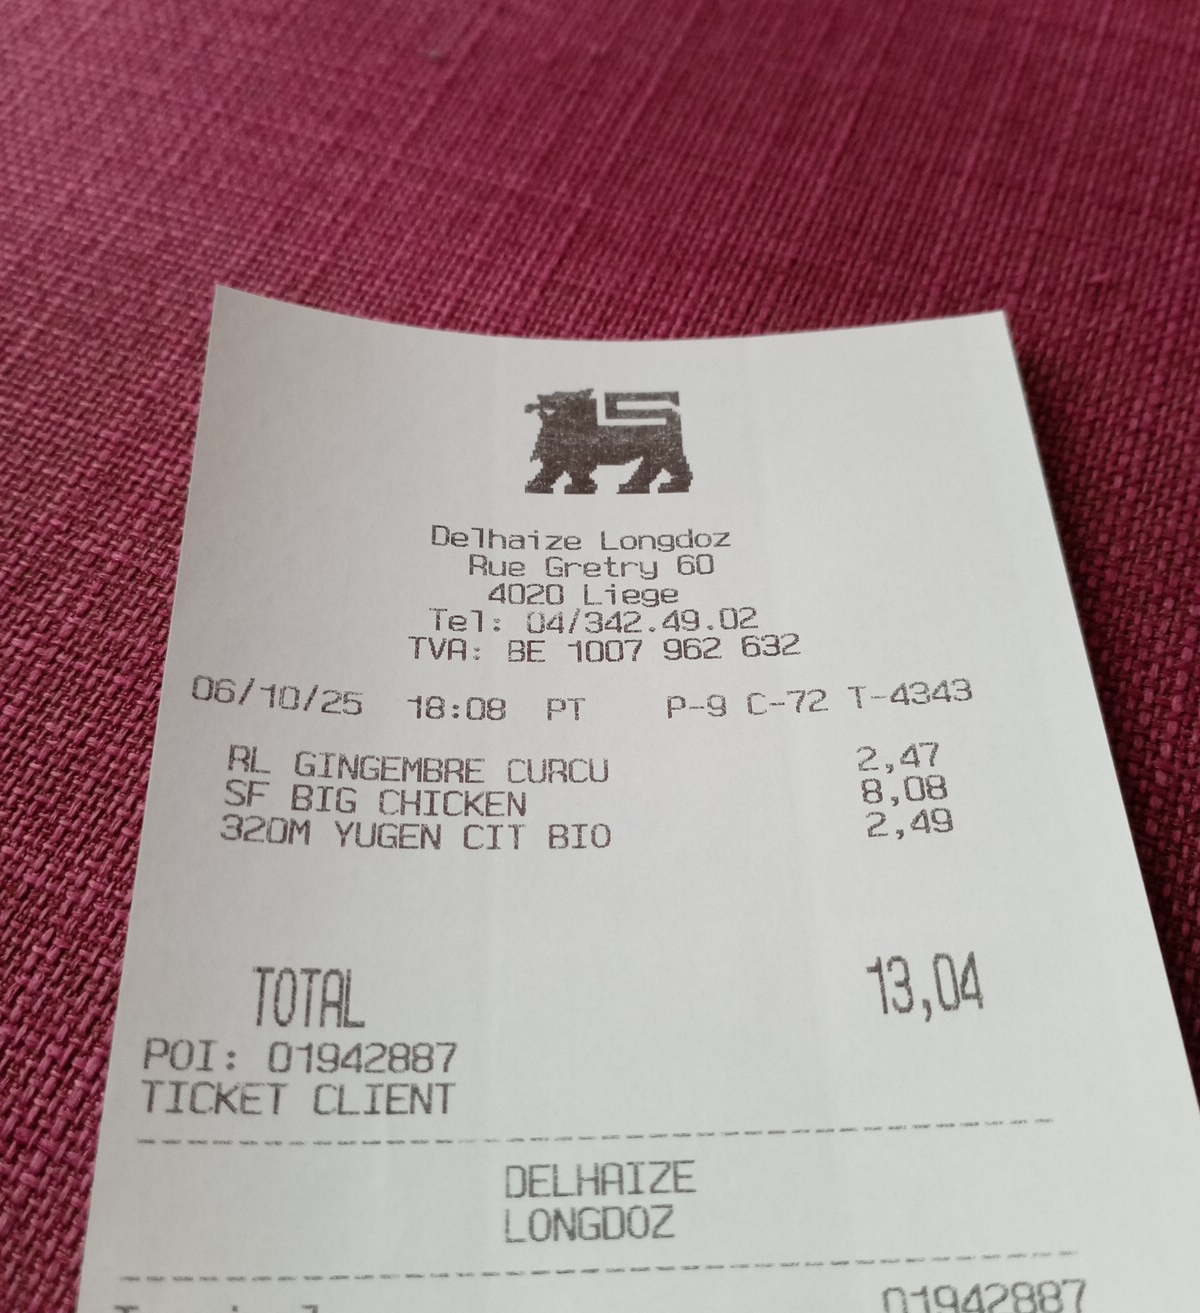 Delhaize Longdoz
Rue Gretry 60
4020 Liege
Tel: 04/342.49.02
TVA: BE 1007 962 632
06/10/25 18:08 PT P-9 C-72 T-4343
RL GINGEMBRE CURCU 2,47
SF BIG CHICKEN 8,08
320M YUGEN CIT BIO 2,49
TOTAL 13,04
POI: 01942887
TICKET CLIENT
DELHAIZE
LONGDOZ
01942887